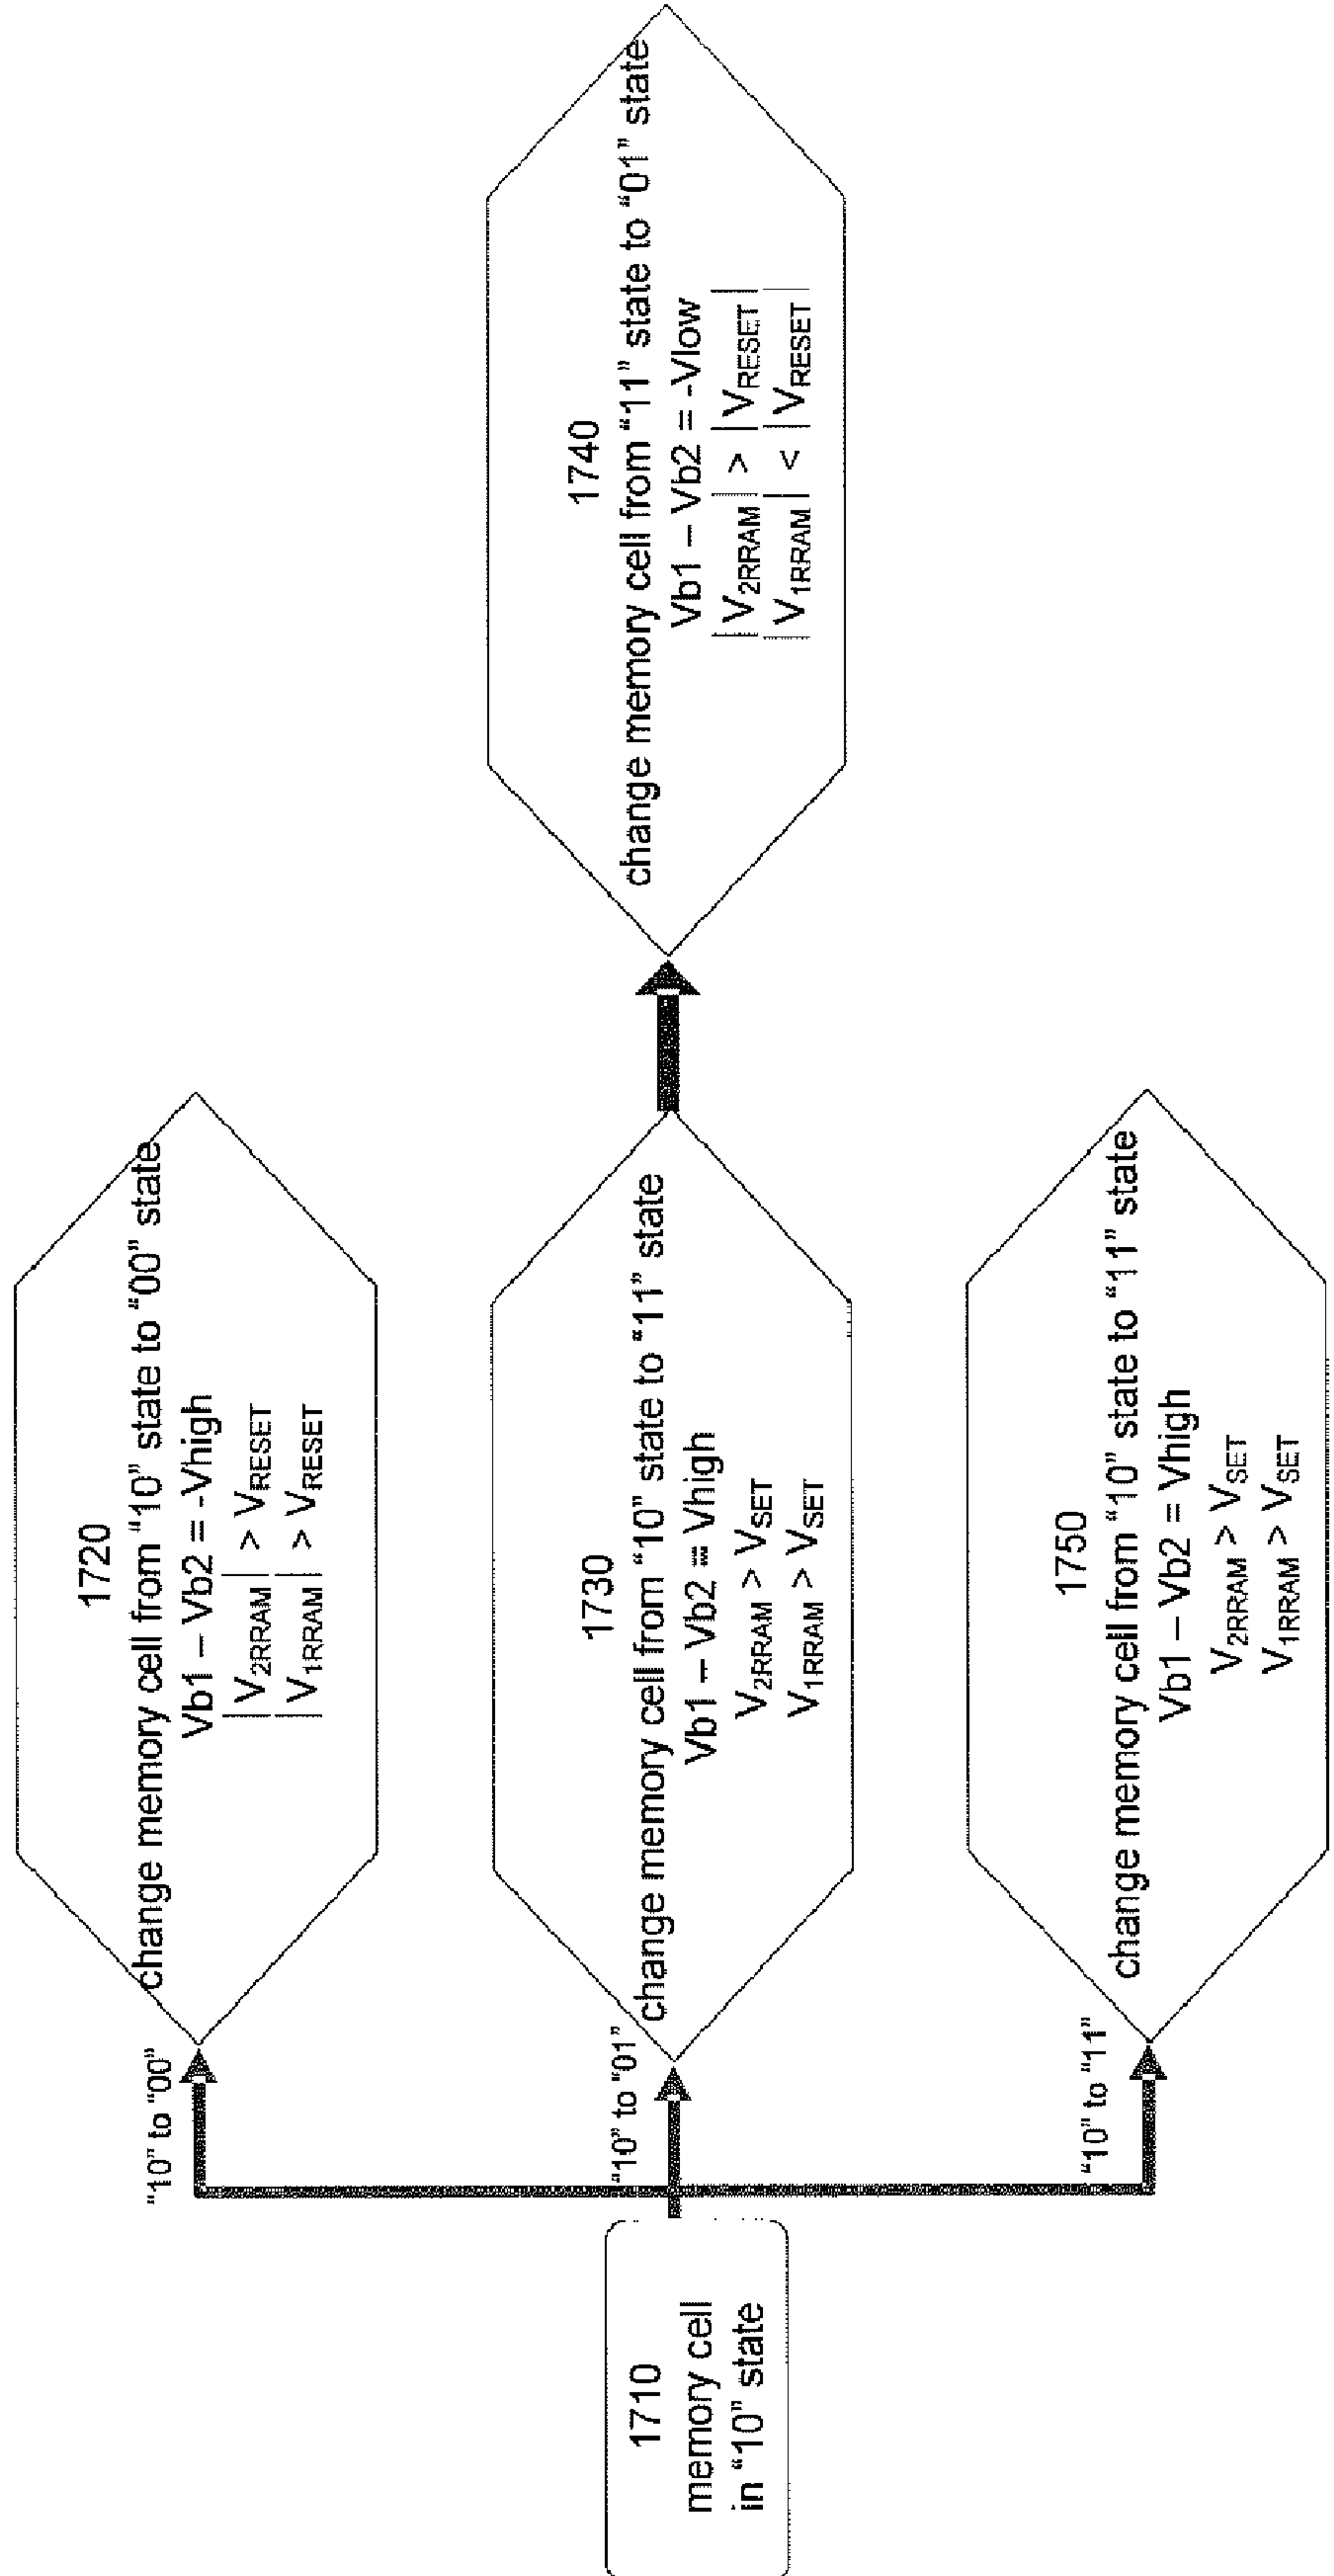 1710
memory cell
in “10” state
“10” to “00”
1720
change memory cell from “10” state to “00” state
Vb1 – Vb2 = -Vhigh
|V2RRAM| > VRESET
|V1RRAM| > VRESET
“10” to “01”
1730
change memory cell from “10” state to “11” state
Vb1 – Vb2 = Vhigh
V2RRAM > VSET
V1RRAM > VSET
1740
change memory cell from “11” state to “01” state
Vb1 – Vb2 = -Vlow
|V2RRAM| > |VRESET|
|V1RRAM| < |VRESET|
“10” to “11”
1750
change memory cell from “10” state to “11” state
Vb1 – Vb2 = Vhigh
V2RRAM > VSET
V1RRAM > VSET